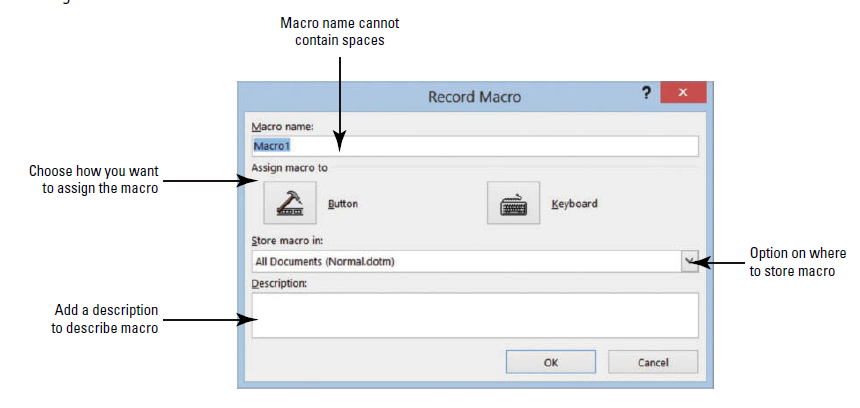 Macro name cannot
contain spaces
Record Macro
?
x
Macro name:
Macro1
Choose how you want
to assign the macro
Assign macro to
Button
Keyboard
Store macro in:
All Documents (Normal.dotm)
Option on where
to store macro
Description:
Add a description
to describe macro
OK
Cancel